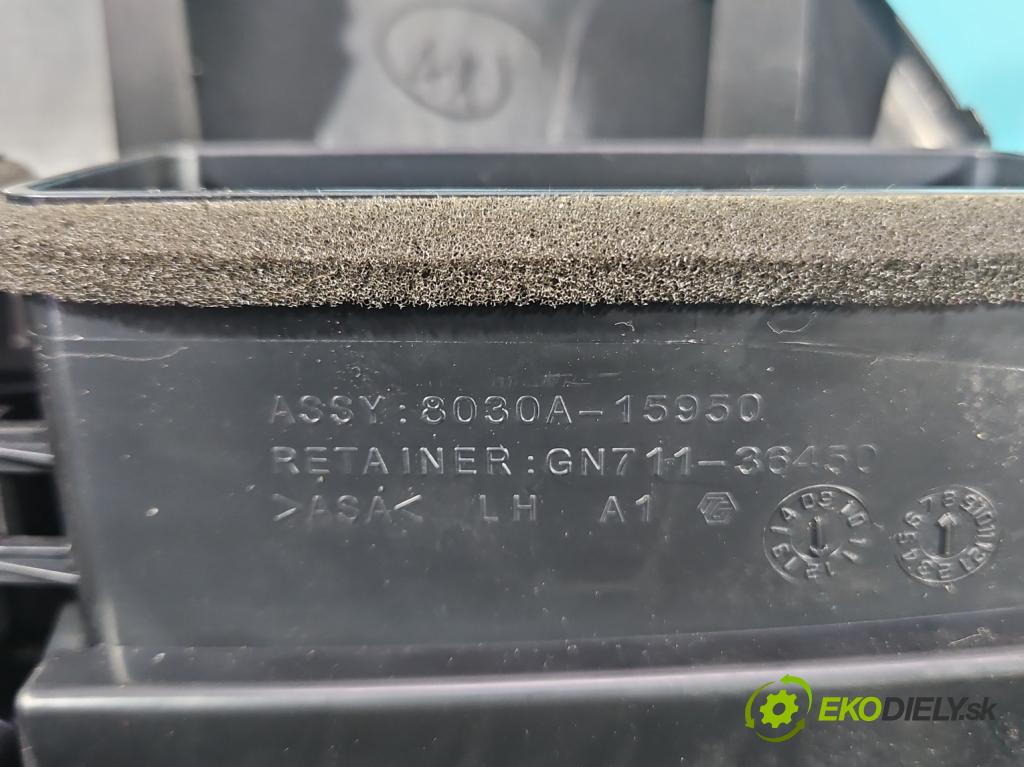 ASSY:8030A-15950
RETAINER:GN711-36450
>ASA< LH A1
EKODIELY.sk